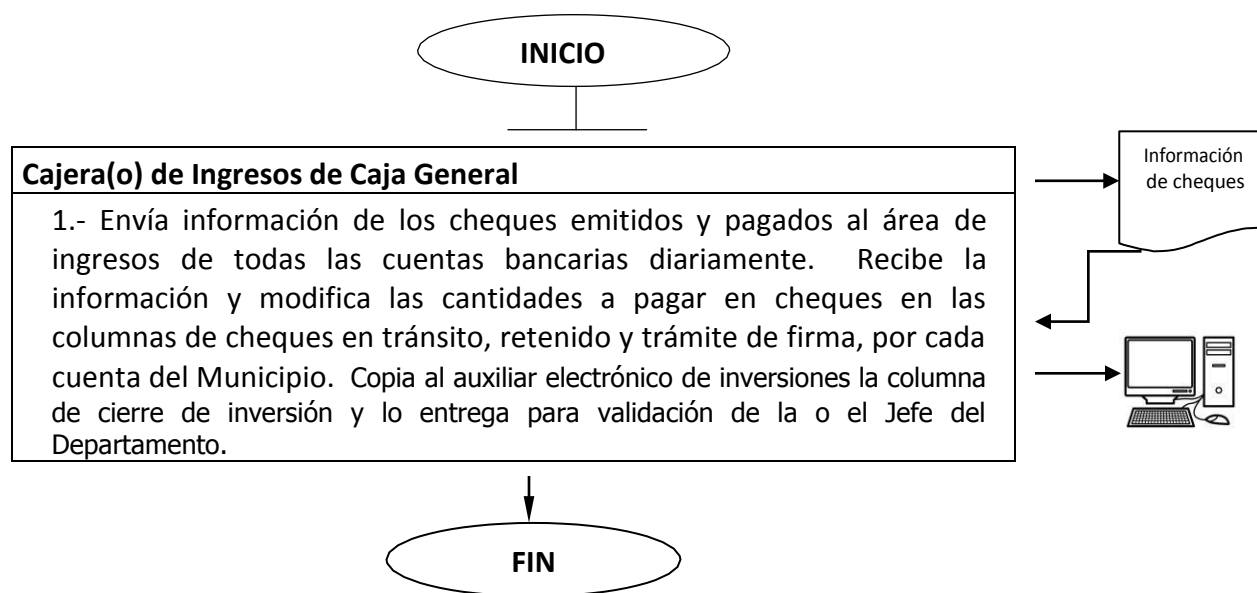 INICIO
Cajera(o) de Ingresos de Caja General
Información
de cheques
1.- Envía información de los cheques emitidos y pagados al área de
ingresos de todas las cuentas bancarias diariamente. Recibe la
información y modifica las cantidades a pagar en cheques en las
columnas de cheques en tránsito, retenido y trámite de firma, por cada
cuenta del Municipio. Copia al auxiliar electrónico de inversiones la columna
de cierre de inversión y lo entrega para validación de la o el Jefe del
Departamento.
FIN